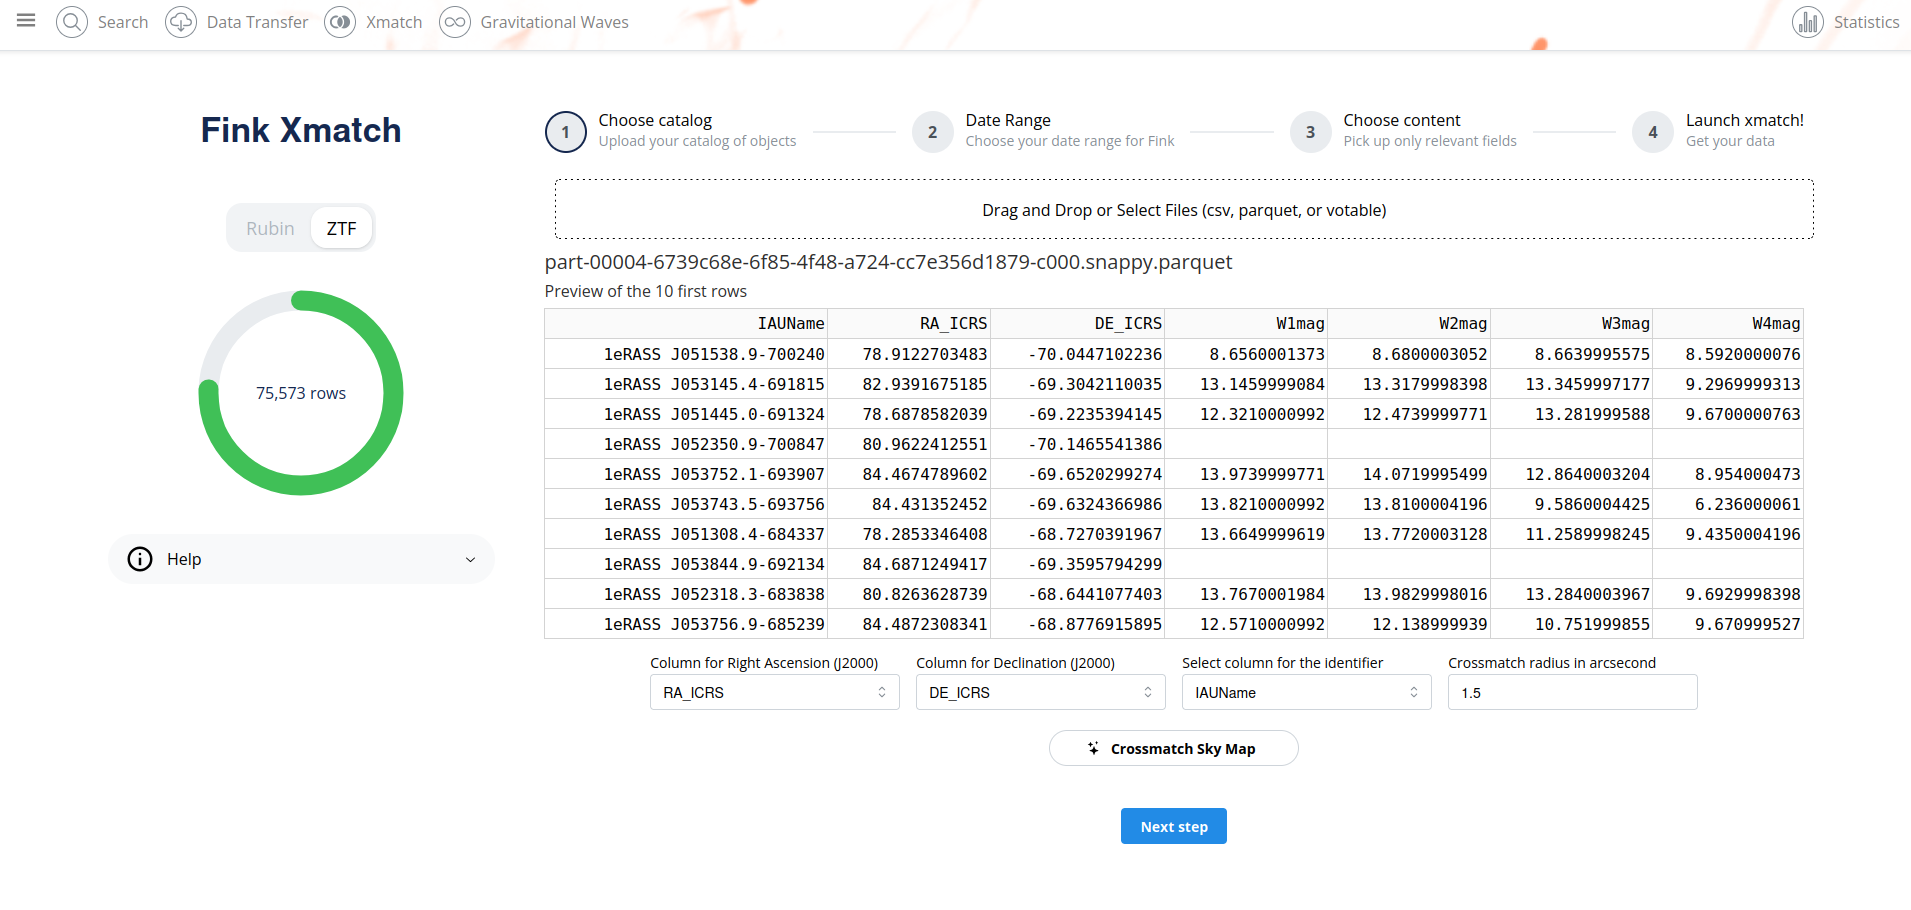 Search Data Transfer Xmatch Gravitational Waves Statistics
Fink Xmatch
Rubin ZTF
75,573 rows
Help
1 Choose catalog
Upload your catalog of objects
2 Date Range
Choose your date range for Fink
3 Choose content
Pick up only relevant fields
4 Launch xmatch!
Get your data
Drag and Drop or Select Files (csv, parquet, or votable)
part-00004-6739c68e-6f85-4f48-a724-cc7e356d1879-c000.snappy.parquet
Preview of the 10 first rows
IAUName RA_ICRS DE_ICRS W1mag W2mag W3mag W4mag
1eRASS J051538.9-700240 78.9122703483 -70.0447102236 8.6560001373 8.6800003052 8.6639995575 8.5920000076
1eRASS J053145.4-691815 82.9391675185 -69.3042110035 13.1459999084 13.3179998398 13.3459997177 9.2969999313
1eRASS J051445.0-691324 78.6878582039 -69.2235394145 12.3210000992 12.4739999771 13.281999588 9.6700000763
1eRASS J052350.9-700847 80.9622412551 -70.1465541386
1eRASS J053752.1-693907 84.4674789602 -69.6520299274 13.9739999771 14.0719995499 12.8640003204 8.954000473
1eRASS J053743.5-693756 84.431352452 -69.6324366986 13.8210000992 13.8100004196 9.5860004425 6.236000061
1eRASS J051308.4-684337 78.2853346408 -68.7270391967 13.6649999619 13.7720003128 11.2589998245 9.4350004196
1eRASS J053844.9-692134 84.6871249417 -69.3595794299
1eRASS J052318.3-683838 80.8263628739 -68.6441077403 13.7670001984 13.9829998016 13.2840003967 9.6929998398
1eRASS J053756.9-685239 84.4872308341 -68.8776915895 12.5710000992 12.138999939 10.751999855 9.670999527
Column for Right Ascension (J2000) Column for Declination (J2000) Select column for the identifier Crossmatch radius in arcsecond
RA_ICRS DE_ICRS IAUName 1.5
Crossmatch Sky Map
Next step